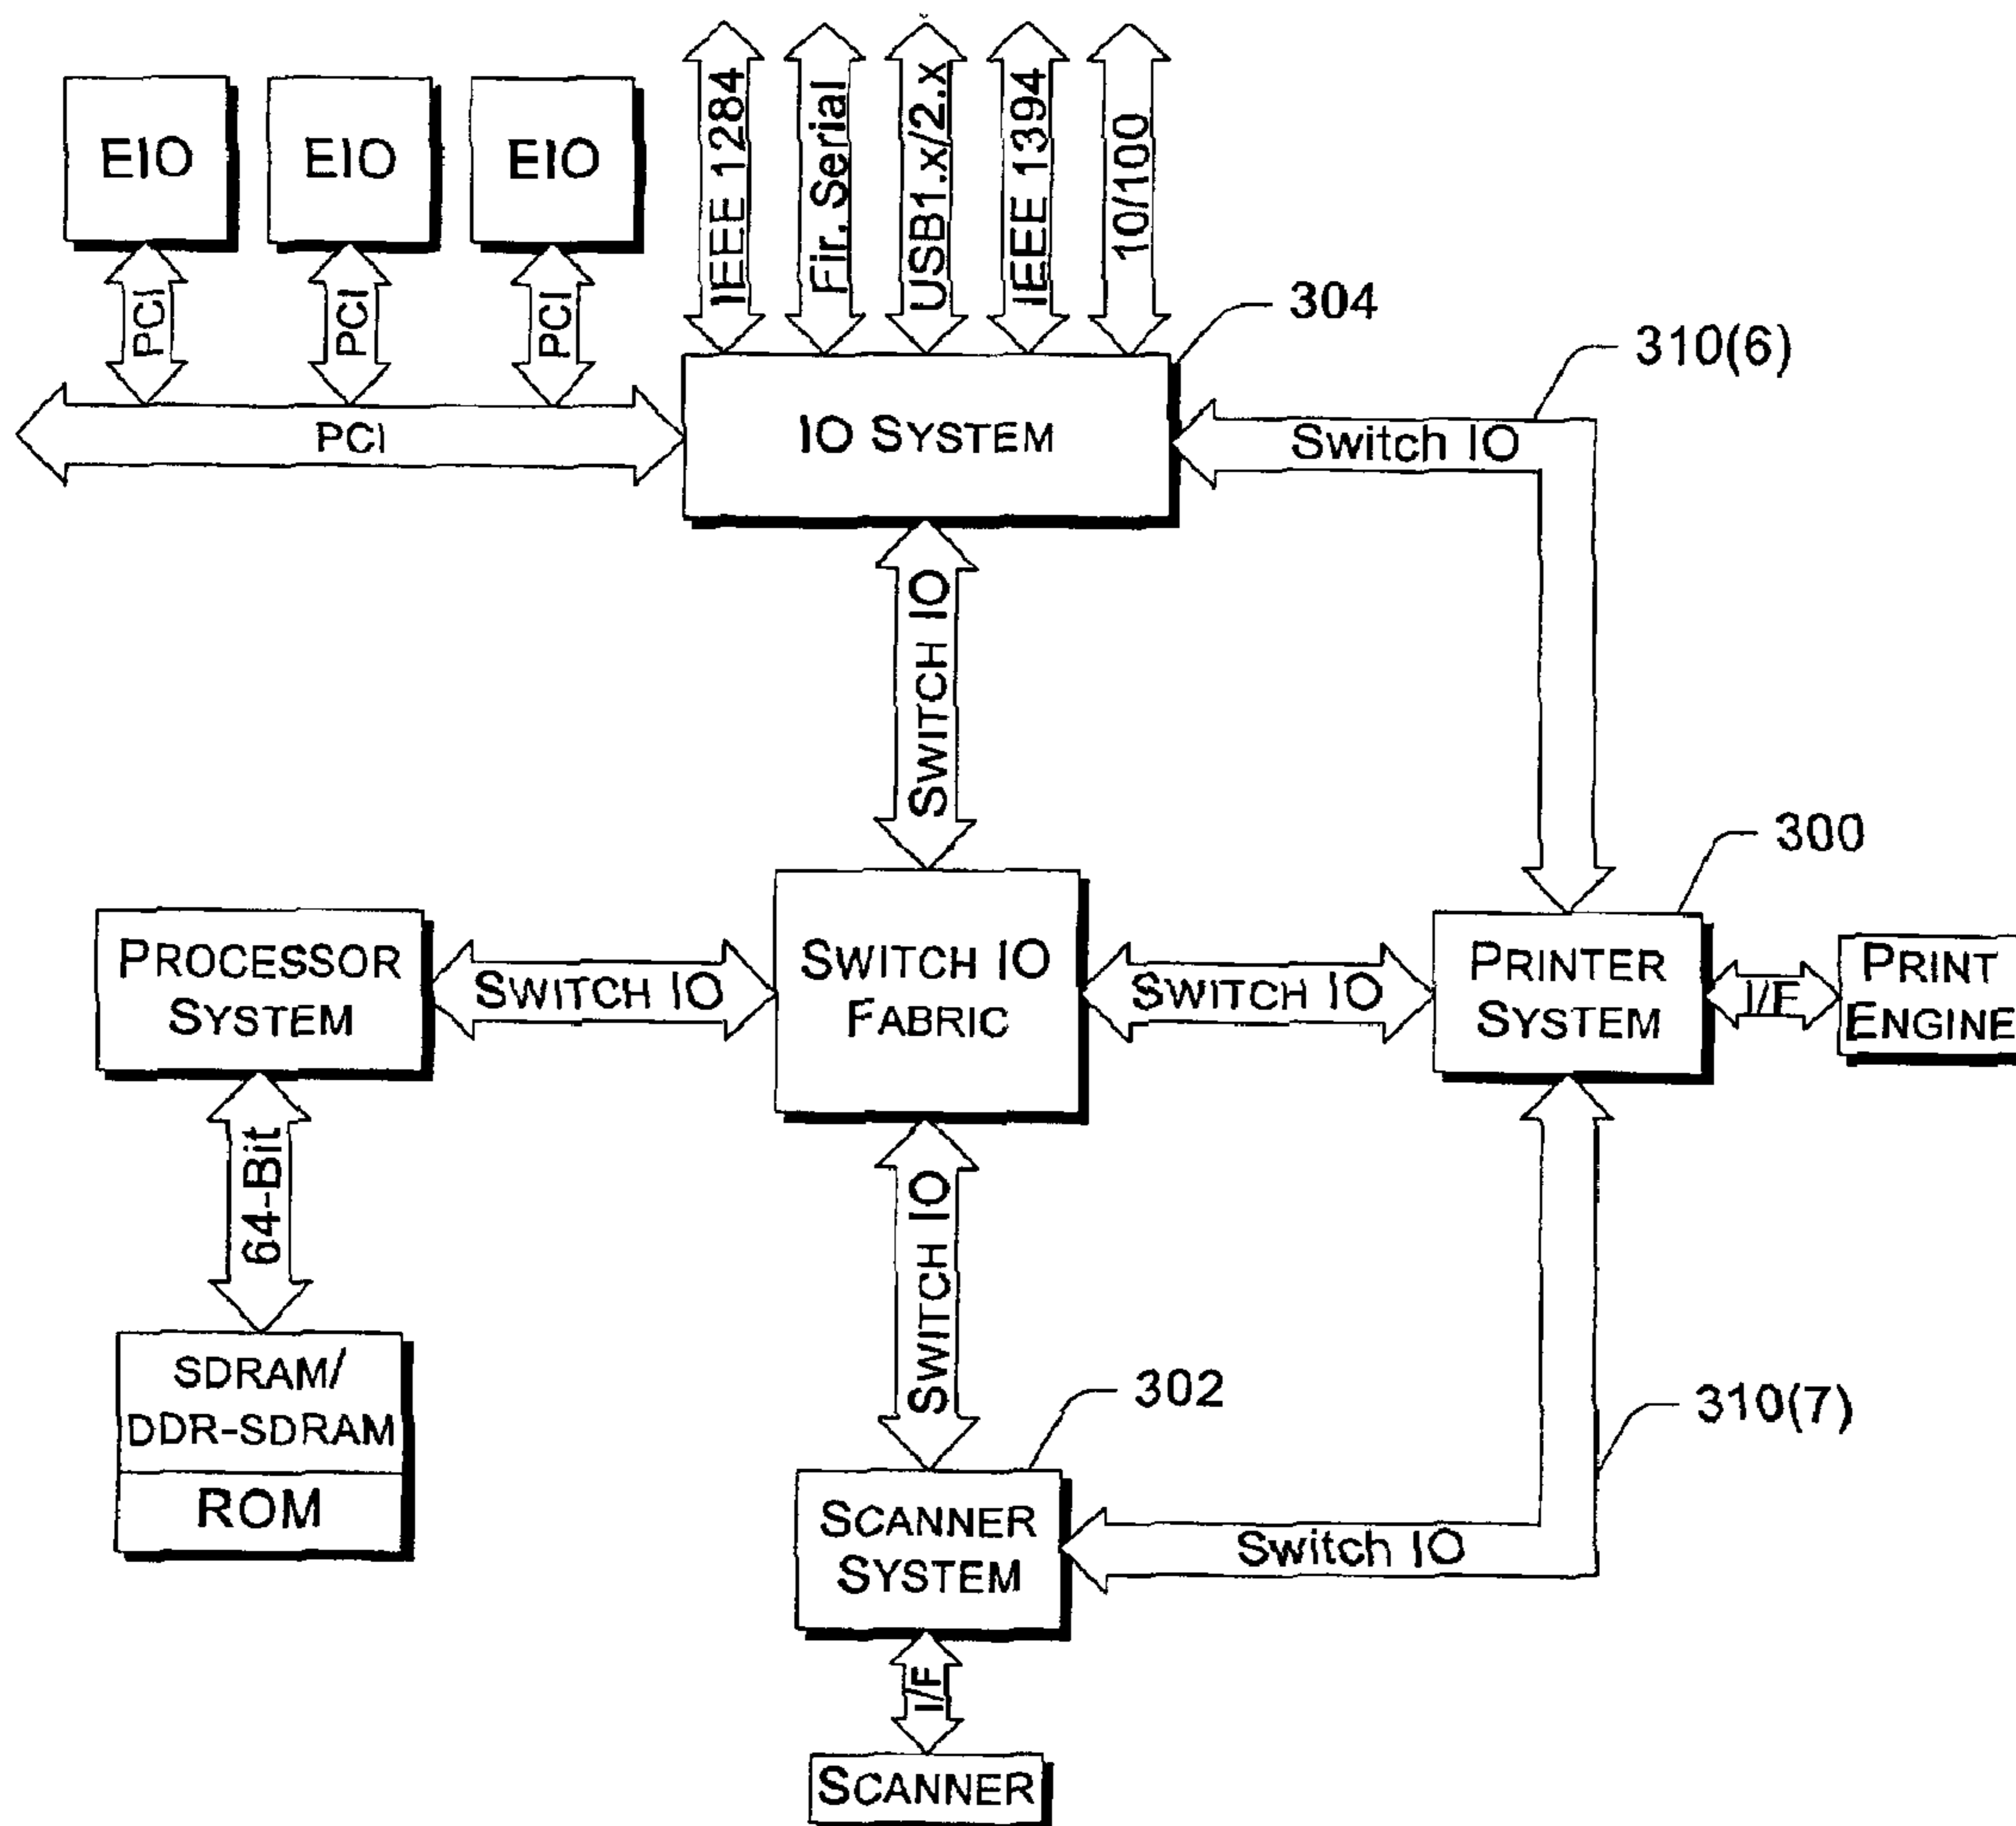 IEEE 1284
Fir. Serial
USB1.x/2.x
IEEE 1394
10/100
EIO
EIO
EIO
PCI
PCI
PCI
304
310(6)
PCI
IO SYSTEM
Switch IO
SWITCH IO
300
PROCESSOR
SYSTEM
SWITCH IO
SWITCH IO
FABRIC
SWITCH IO
PRINTER
SYSTEM
I/F
PRINT
ENGINE
64-Bit
SWITCH IO
SDRAM/
DDR-SDRAM
ROM
302
310(7)
SCANNER
SYSTEM
Switch IO
I/F
SCANNER